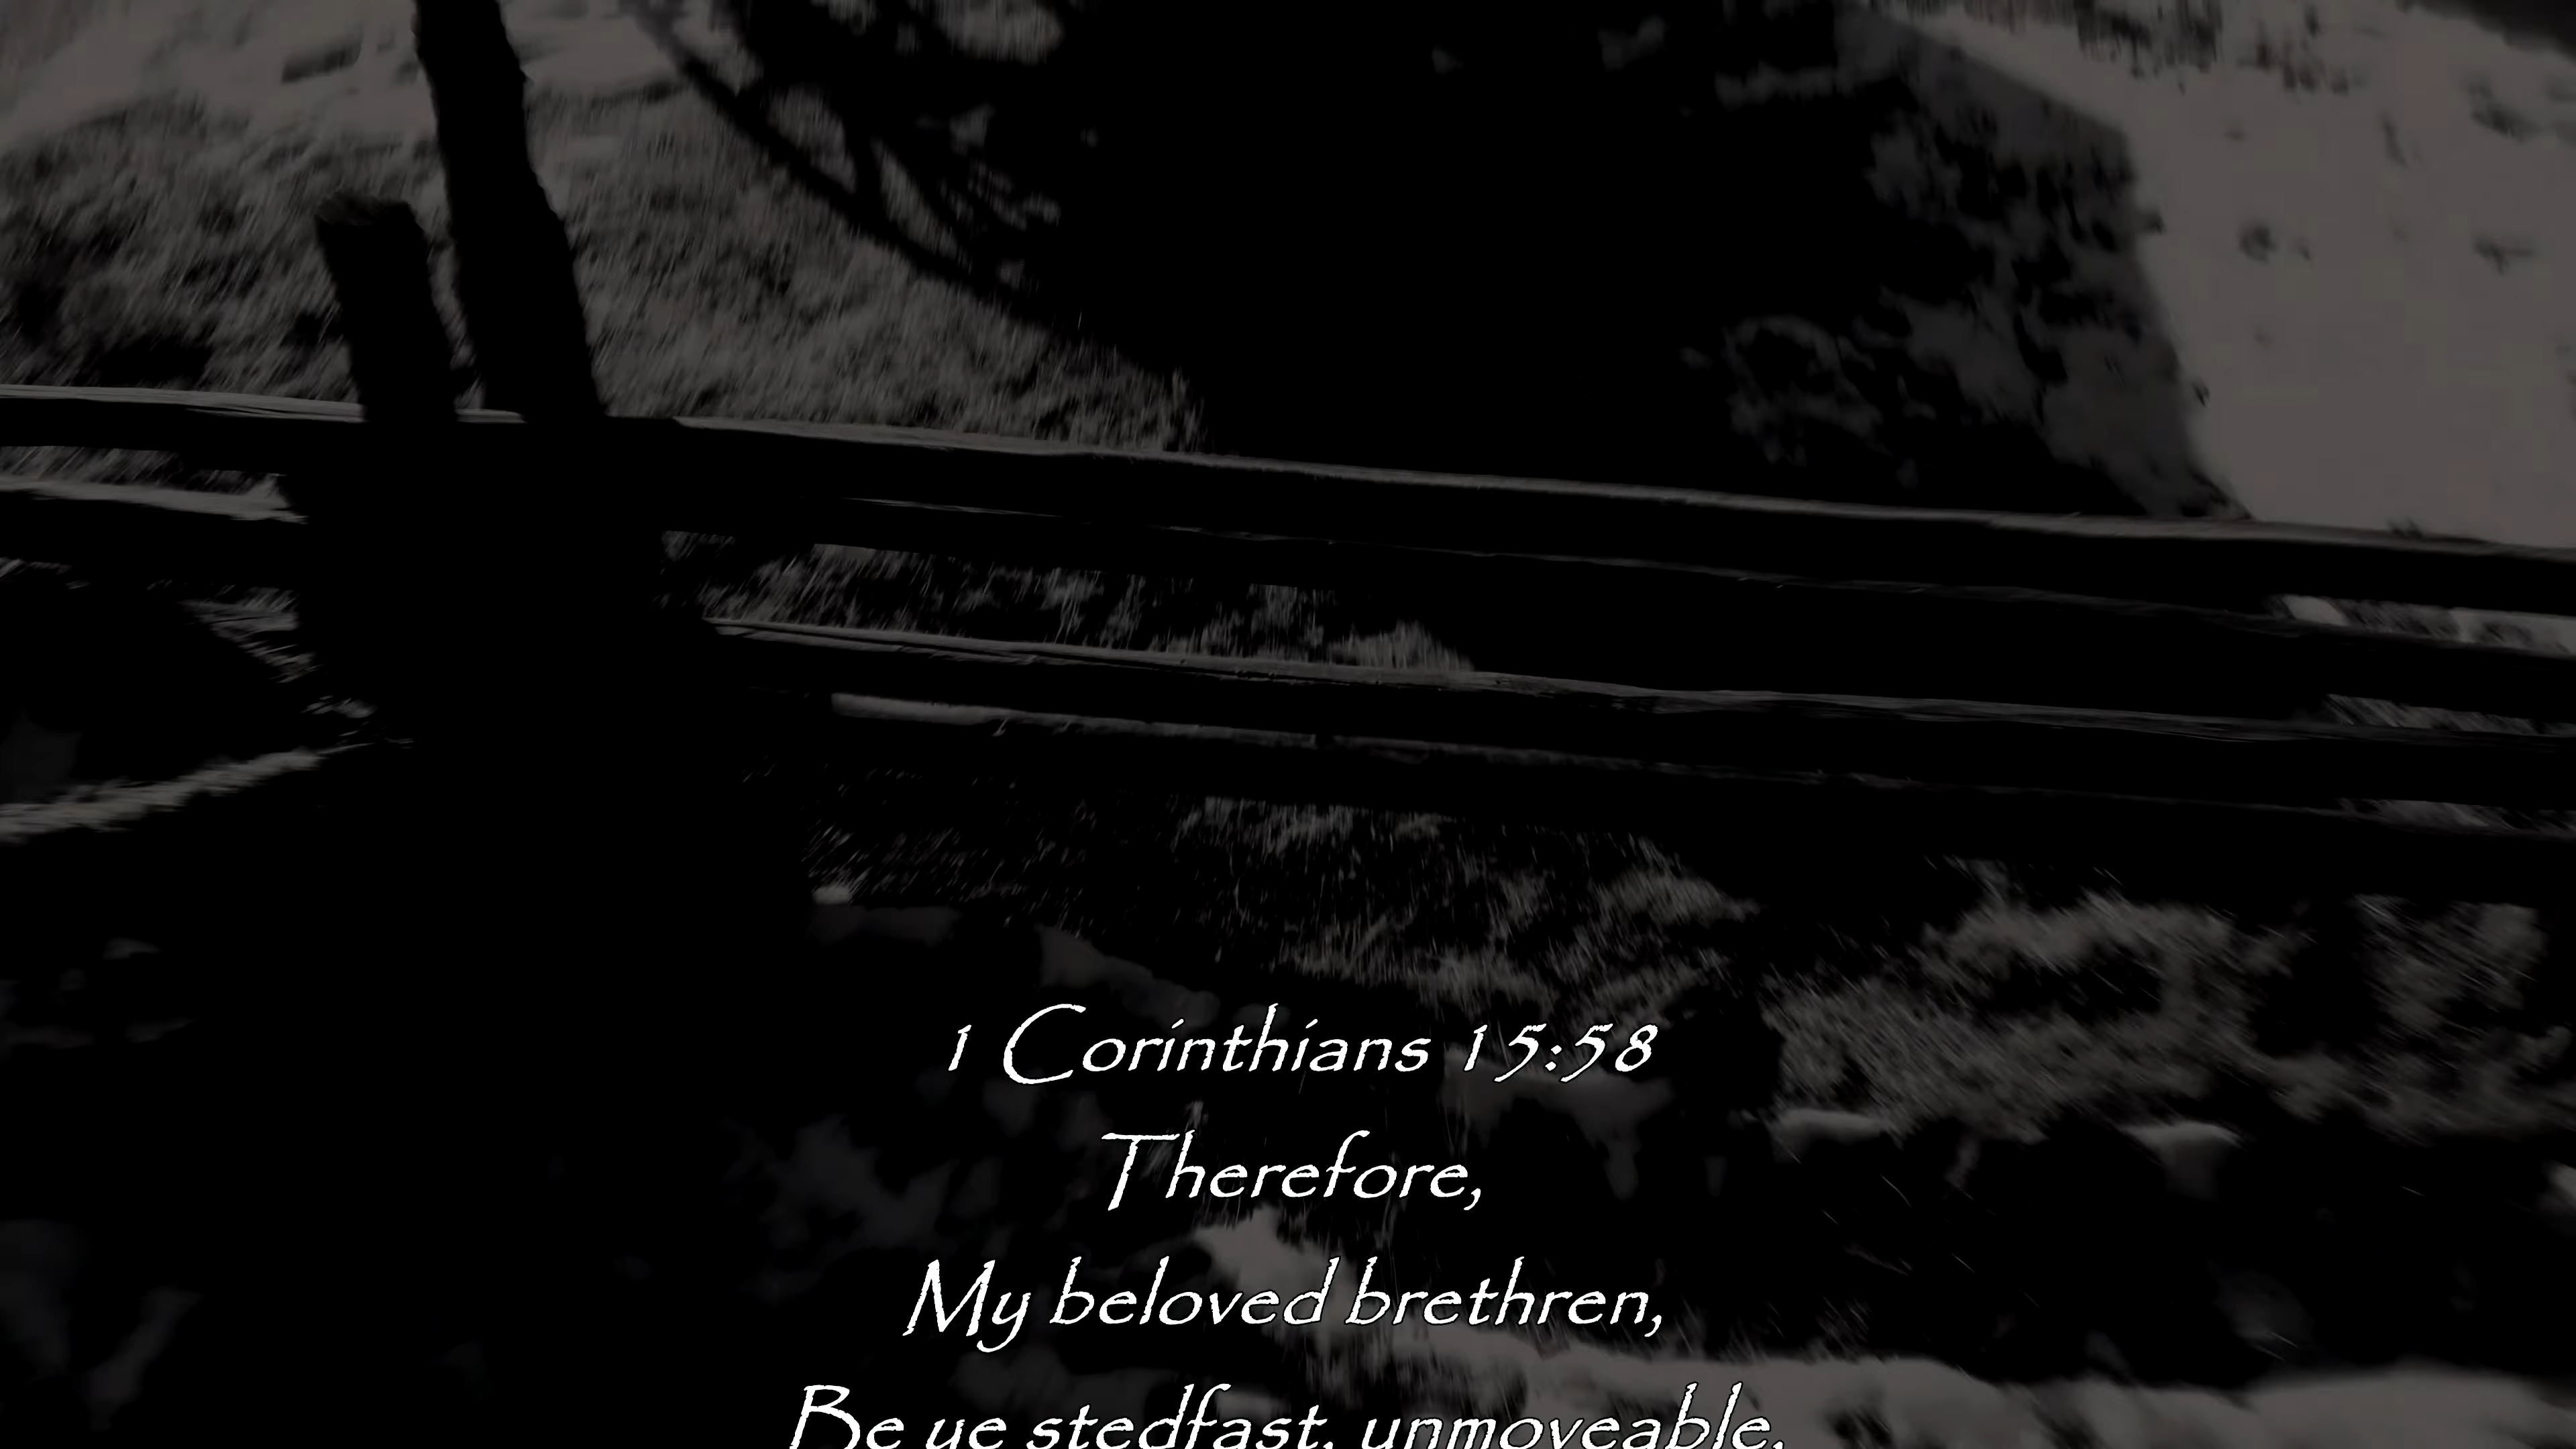 1 Corinthians 15:58
Therefore,
My beloved brethren,
Be ye stedfast, unmoveable,